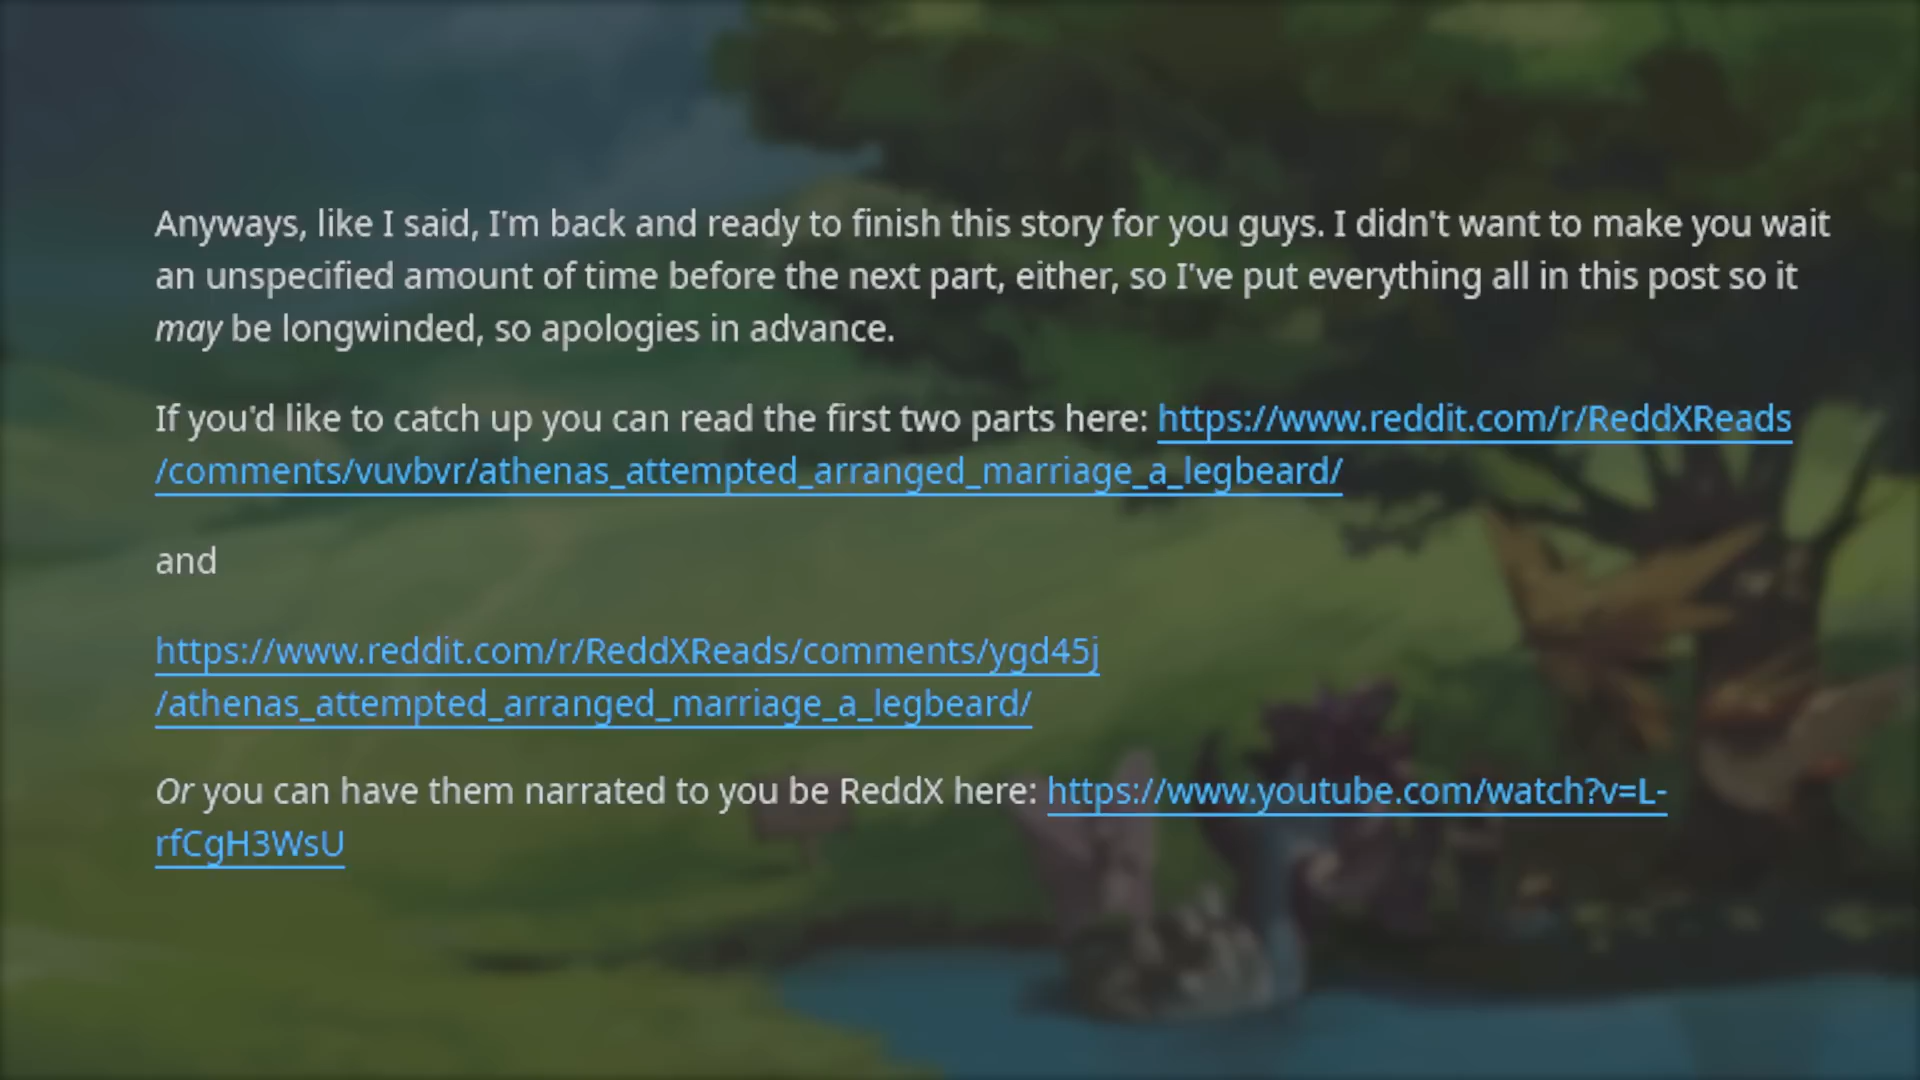 Anyways, like I said, I'm back and ready to finish this story for you guys. I didn't want to make you wait
an unspecified amount of time before the next part, either, so I've put everything all in this post so it
may be longwinded, so apologies in advance.
If you'd like to catch up you can read the first two parts here: https://www.reddit.com/r/ReddXReads
/comments/vuvbvr/athenas_attempted_arranged_marriage_a_legbeard/
and
https://www.reddit.com/r/ReddXReads/comments/ygd45j
/athenas_attempted_arranged_marriage_a_legbeard/
Or you can have them narrated to you be ReddX here: https://www.youtube.com/watch?v=L-
rfCgH3WsU